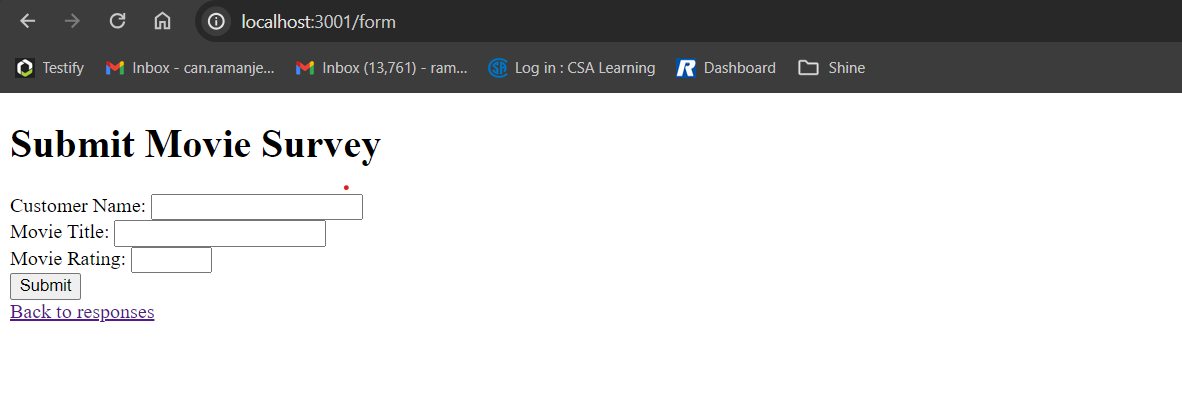 localhost:3001/form
Testify Inbox - can.ramanje... Inbox (13,761) - ram... CSA Log in : CSA Learning R Dashboard Shine
Submit Movie Survey
Customer Name:
Movie Title:
Movie Rating:
Submit
Back to responses